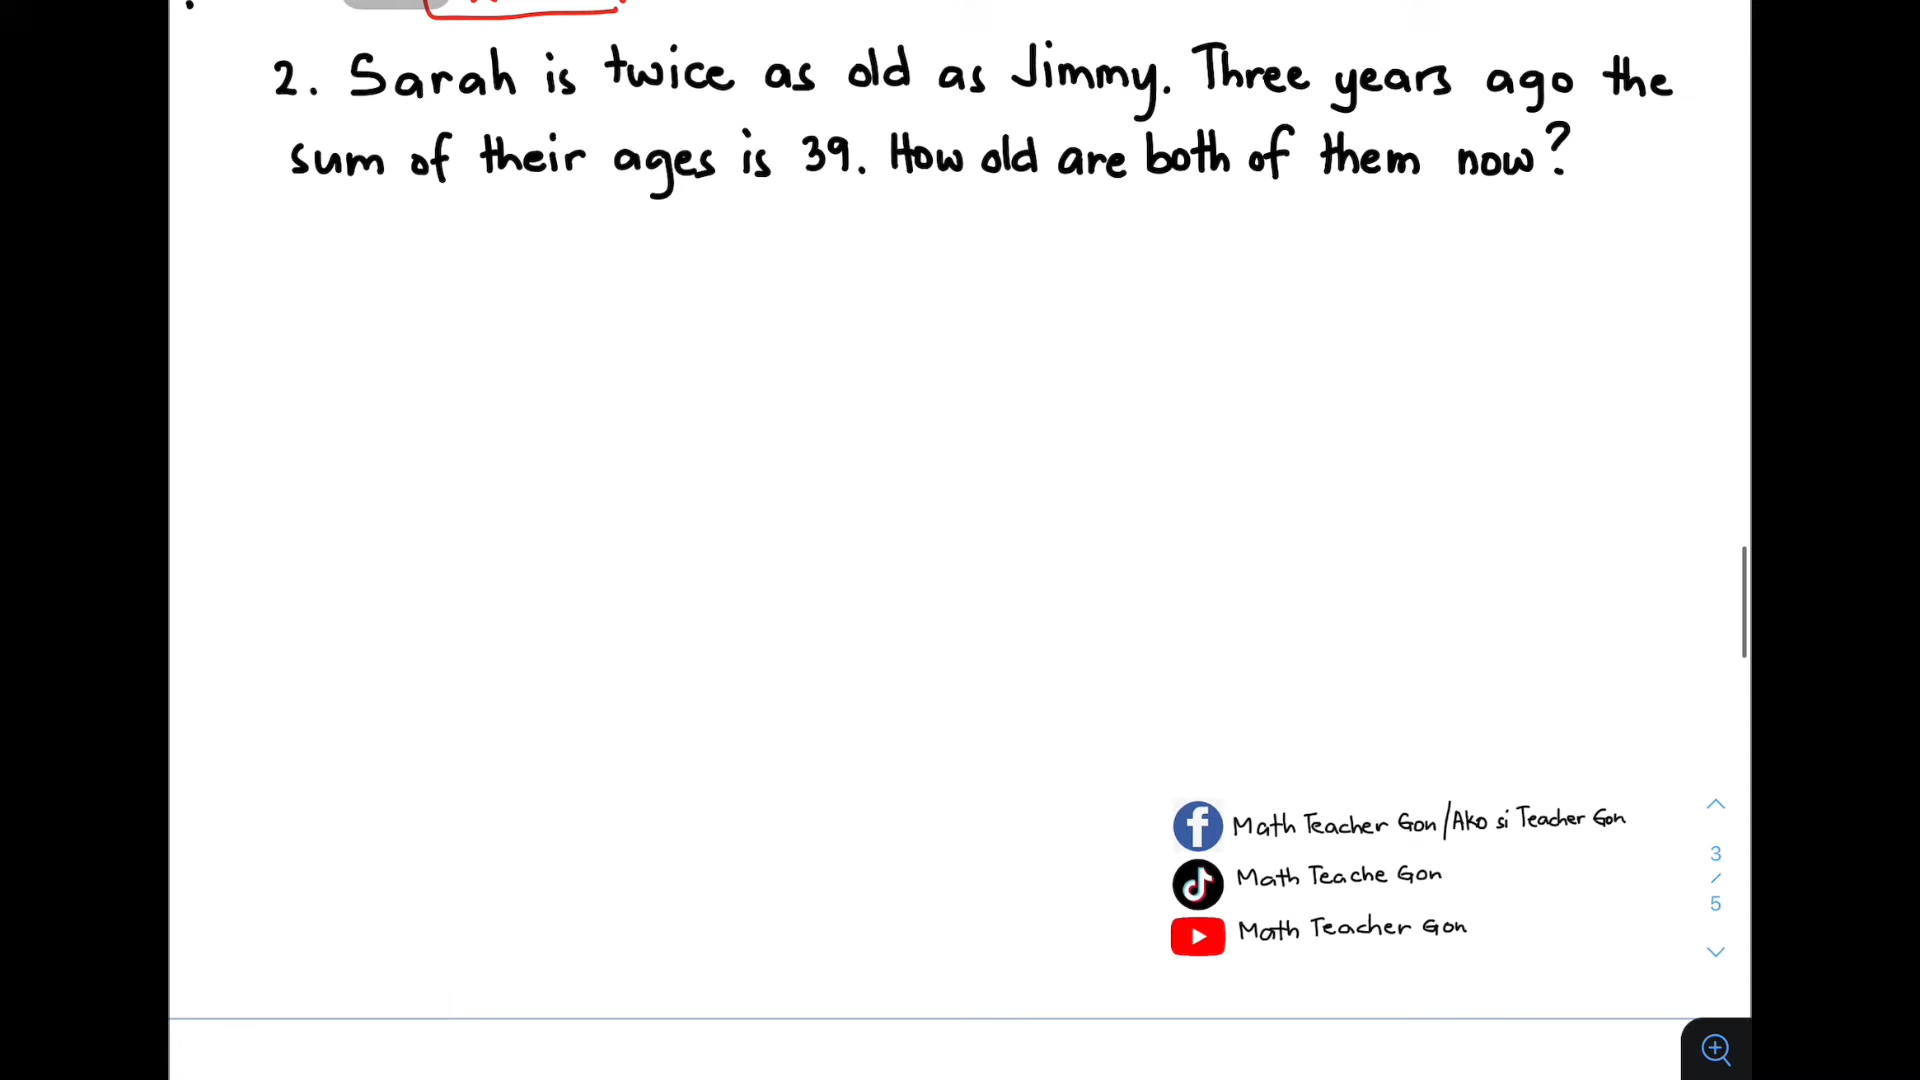 2. Sarah is twice as old as Jimmy. Three years ago the
sum of their ages is 39. How old are both of them now?
Math Teacher Gon/Ako si Teacher Gon
Math Teache Gon
Math Teacher Gon
3
/
5